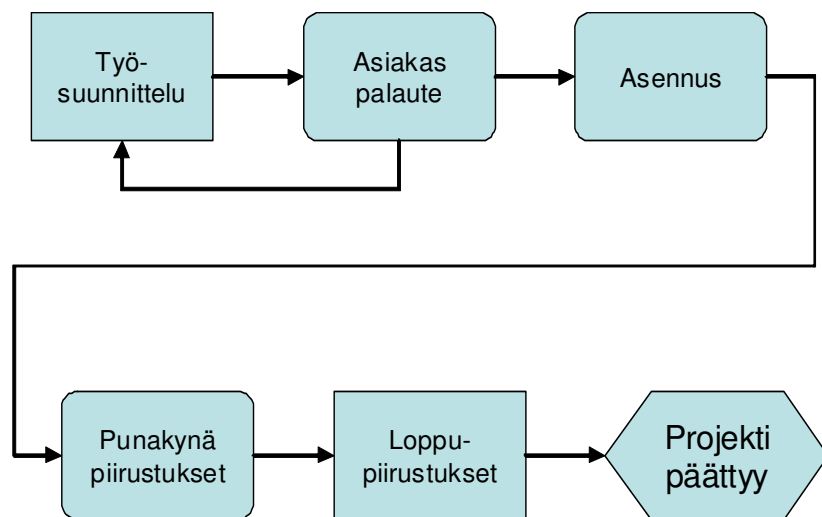 Työ-
suunnittelu
Asiakas
palaute
Asennus
Punakynä
piirustukset
Loppu-
piirustukset
Projekti
päättyy